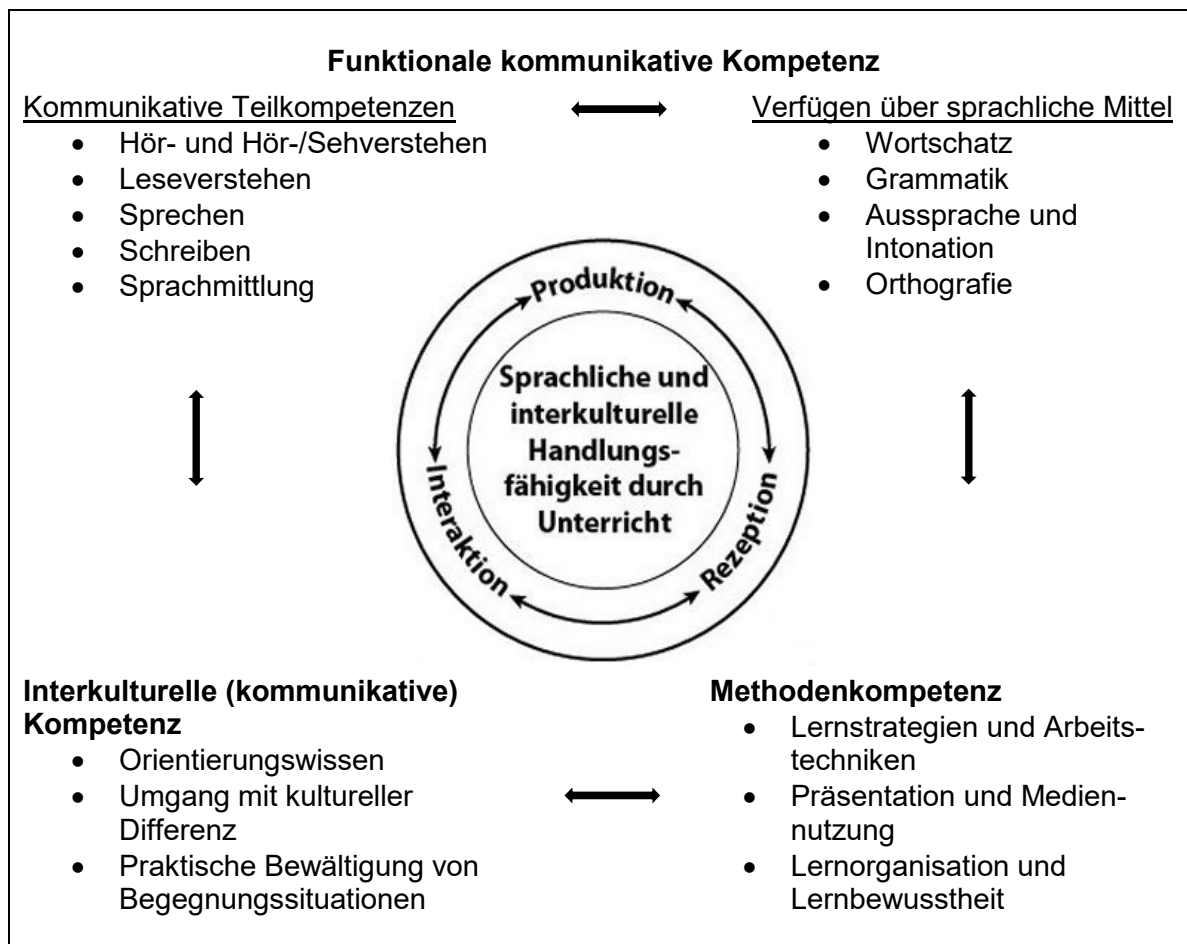 Funktionale kommunikative Kompetenz
Kommunikative Teilkompetenzen
• Hör- und Hör-/Sehverstehen
• Leseverstehen
• Sprechen
• Schreiben
• Sprachmittlung
Verfügen über sprachliche Mittel
• Wortschatz
• Grammatik
• Aussprache und
Intonation
• Orthografie
Produktion
Sprachliche und
interkulturelle
Handlungs-
fähigkeit durch
Unterricht
Interaktion
Rezeption
Interkulturelle (kommunikative)
Kompetenz
• Orientierungswissen
• Umgang mit kultureller
Differenz
• Praktische Bewältigung von
Begegnungssituationen
Methodenkompetenz
• Lernstrategien und Arbeits-
techniken
• Präsentation und Medien-
nutzung
• Lernorganisation und
Lernbewusstheit